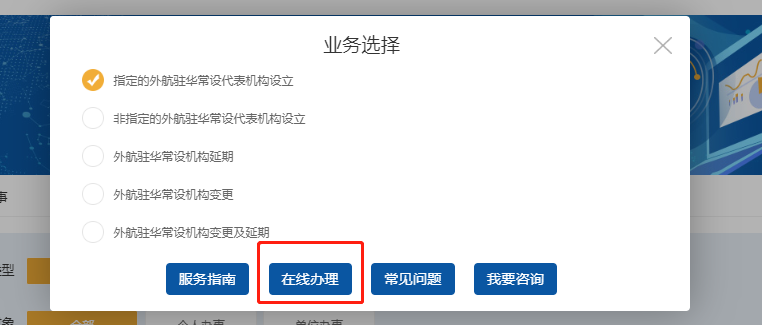 业务选择
指定的外航驻华常设代表机构设立
非指定的外航驻华常设代表机构设立
外航驻华常设机构延期
外航驻华常设机构变更
外航驻华常设机构变更及延期
服务指南 在线办理 常见问题 我要咨询